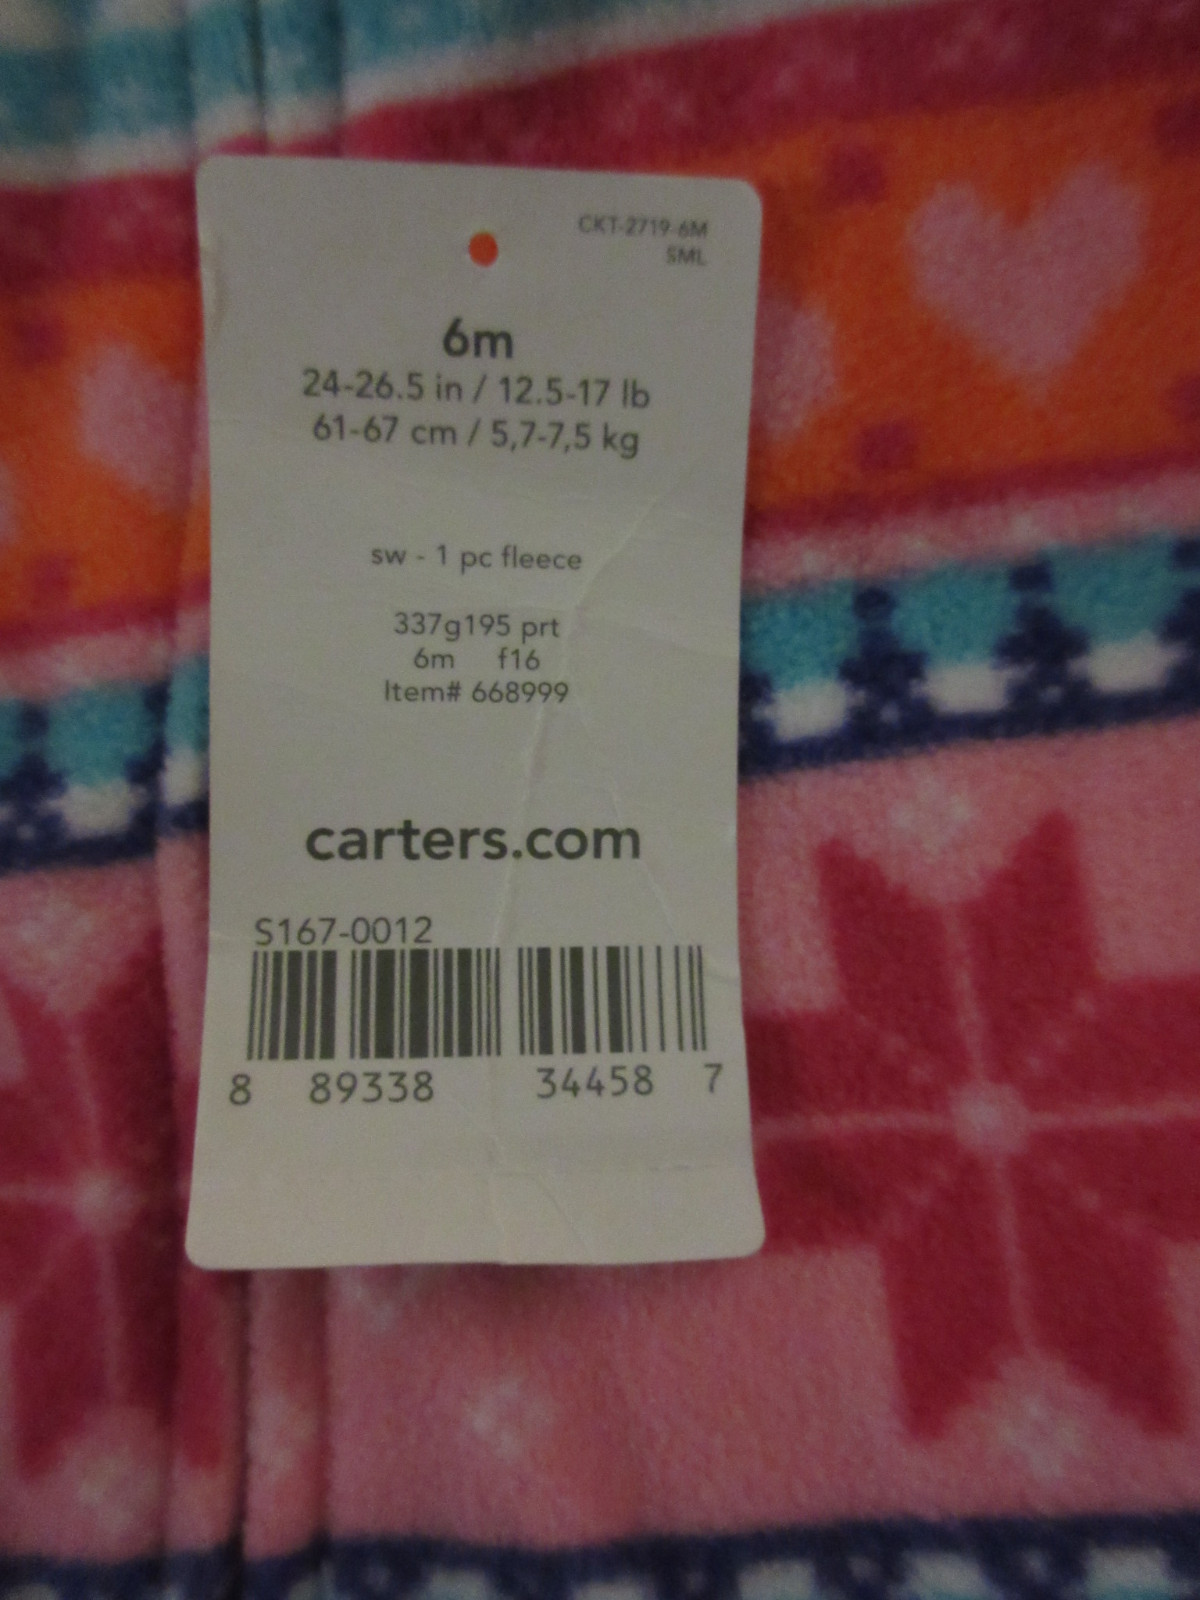 CKT-2719-6M
SML
6m
24-26.5 in / 12.5-17 lb
61-67 cm / 5,7-7,5 kg
sw - 1 pc fleece
337g195 prt
6m f16
Item# 668999
carters.com
S167-0012
8 89338 34458 7